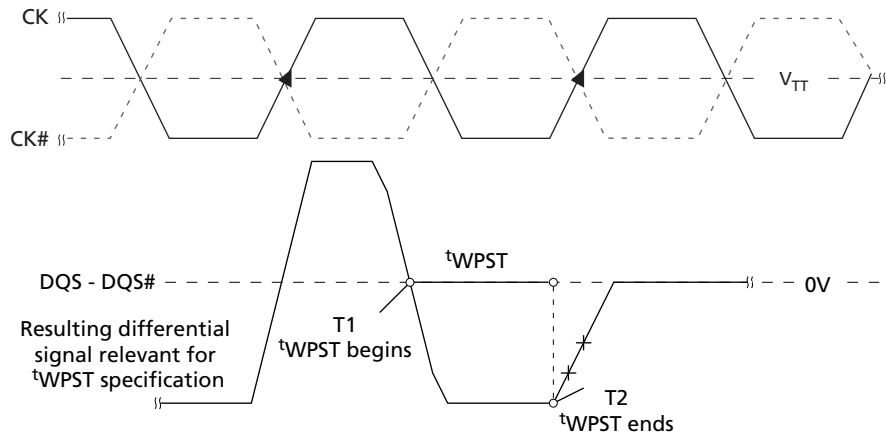 CK
V_TT
CK#
tWPST
DQS - DQS#
0V
Resulting differential
signal relevant for
tWPST specification
T1
tWPST begins
T2
tWPST ends